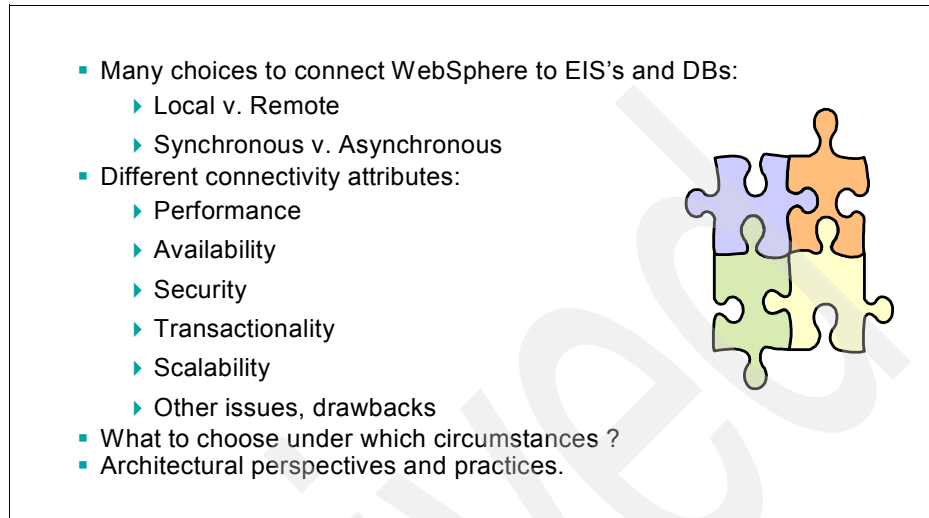 ▪ Many choices to connect WebSphere to EIS's and DBs:
Local v. Remote
Synchronous v. Asynchronous
▪ Different connectivity attributes:
Performance
Availability
Security
Transactionality
Scalability
Other issues, drawbacks
▪ What to choose under which circumstances ?
▪ Architectural perspectives and practices.